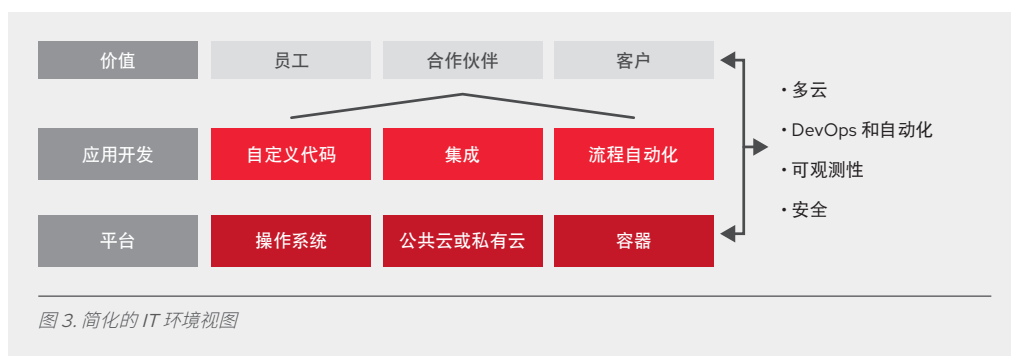 价值 员工 合作伙伴 客户
应用开发 自定义代码 集成 流程自动化
平台 操作系统 公共云或私有云 容器
· 多云
· DevOps 和自动化
· 可观测性
· 安全
图 3. 简化的 IT 环境视图